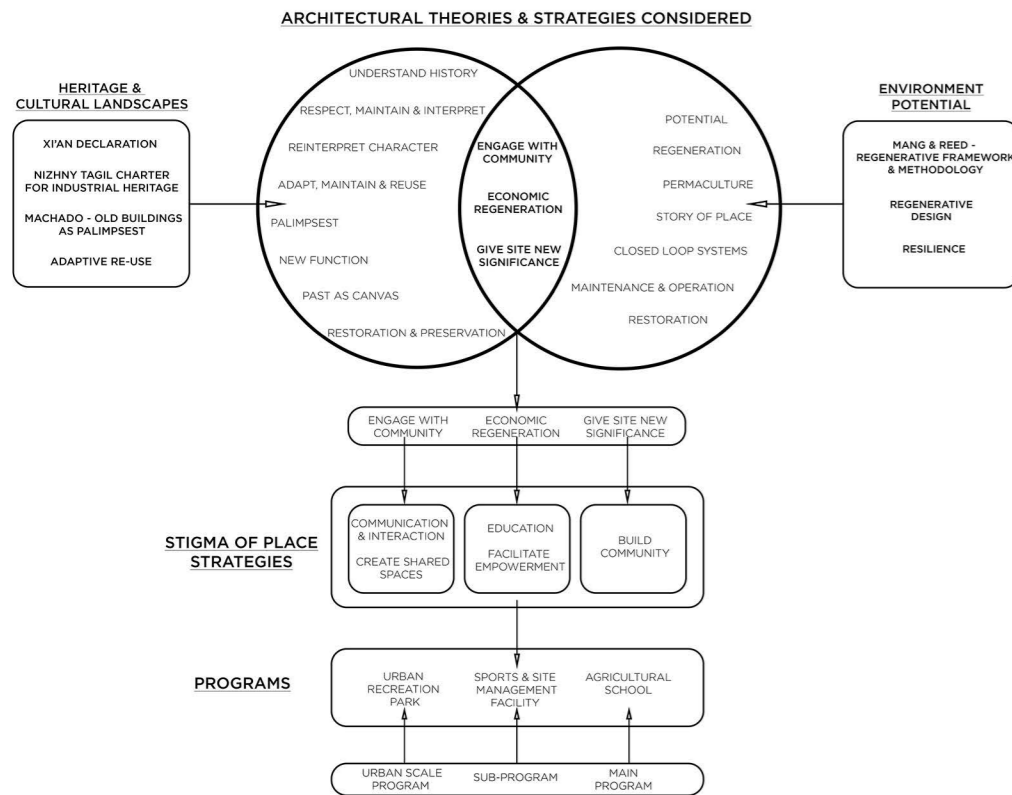 ARCHITECTURAL THEORIES & STRATEGIES CONSIDERED
HERITAGE &
CULTURAL LANDSCAPES
XI'AN DECLARATION
NIZHNY TAGIL CHARTER
FOR INDUSTRIAL HERITAGE
MACHADO - OLD BUILDINGS
AS PALIMPSEST
ADAPTIVE RE-USE
UNDERSTAND HISTORY
RESPECT, MAINTAIN & INTERPRET
REINTERPRET CHARACTER
ADAPT, MAINTAIN & REUSE
PALIMPSEST
NEW FUNCTION
PAST AS CANVAS
RESTORATION & PRESERVATION
ENGAGE WITH
COMMUNITY
ECONOMIC
REGENERATION
GIVE SITE NEW
SIGNIFICANCE
POTENTIAL
REGENERATION
PERMACULTURE
STORY OF PLACE
CLOSED LOOP SYSTEMS
MAINTENANCE & OPERATION
RESTORATION
ENVIRONMENT
POTENTIAL
MANG & REED -
REGENERATIVE FRAMEWORK
& METHODOLOGY
REGENERATIVE
DESIGN
RESILIENCE
ENGAGE WITH
COMMUNITY
ECONOMIC
REGENERATION
GIVE SITE NEW
SIGNIFICANCE
STIGMA OF PLACE
STRATEGIES
COMMUNICATION
& INTERACTION
CREATE SHARED
SPACES
EDUCATION
FACILITATE
EMPOWERMENT
BUILD
COMMUNITY
PROGRAMS
URBAN
RECREATION
PARK
SPORTS & SITE
MANAGEMENT
FACILITY
AGRICULTURAL
SCHOOL
URBAN SCALE
PROGRAM
SUB-PROGRAM
MAIN
PROGRAM